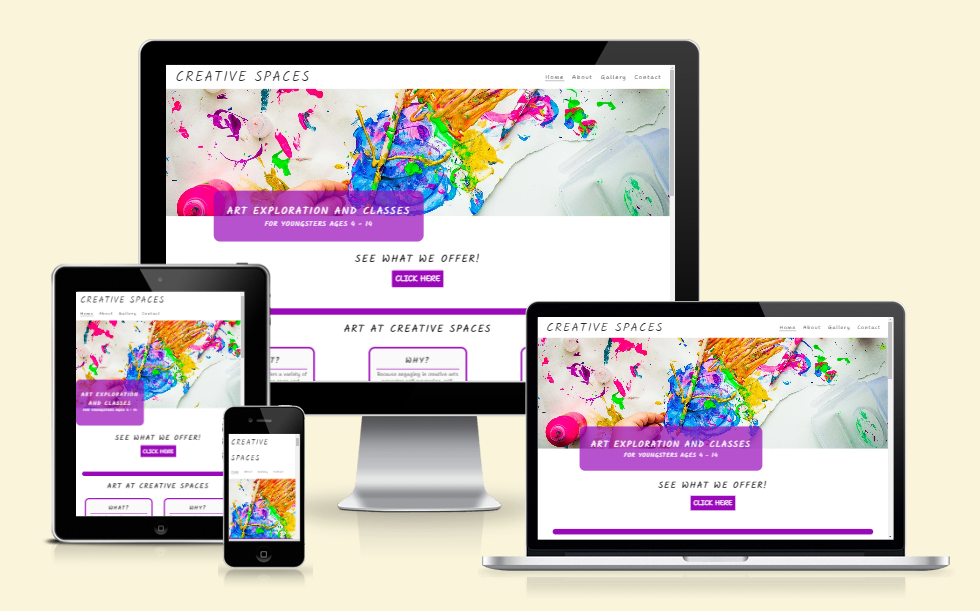 CREATIVE SPACES
Home About Gallery Contact
ART EXPLORATION AND CLASSES
FOR YOUNGSTERS AGES 4 - 14
SEE WHAT WE OFFER!
CLICK HERE
ART AT CREATIVE SPACES
T?
WHY?
ers a variety of
Because engaging in creative arts
CREATIVE SPACES
Home About Gallery Contact
ART EXPLORATION
AND CLASSES
FOR YOUNGSTERS AGES 4 - 14
SEE WHAT WE OFFER!
CLICK HERE
ART AT CREATIVE SPACES
WHAT?
WHY?
CREATIVE
SPACES
Home About Gallery Contact
CREATIVE SPACES
Home About Gallery Contact
ART EXPLORATION AND CLASSES
FOR YOUNGSTERS AGES 4 - 14
SEE WHAT WE OFFER!
CLICK HERE